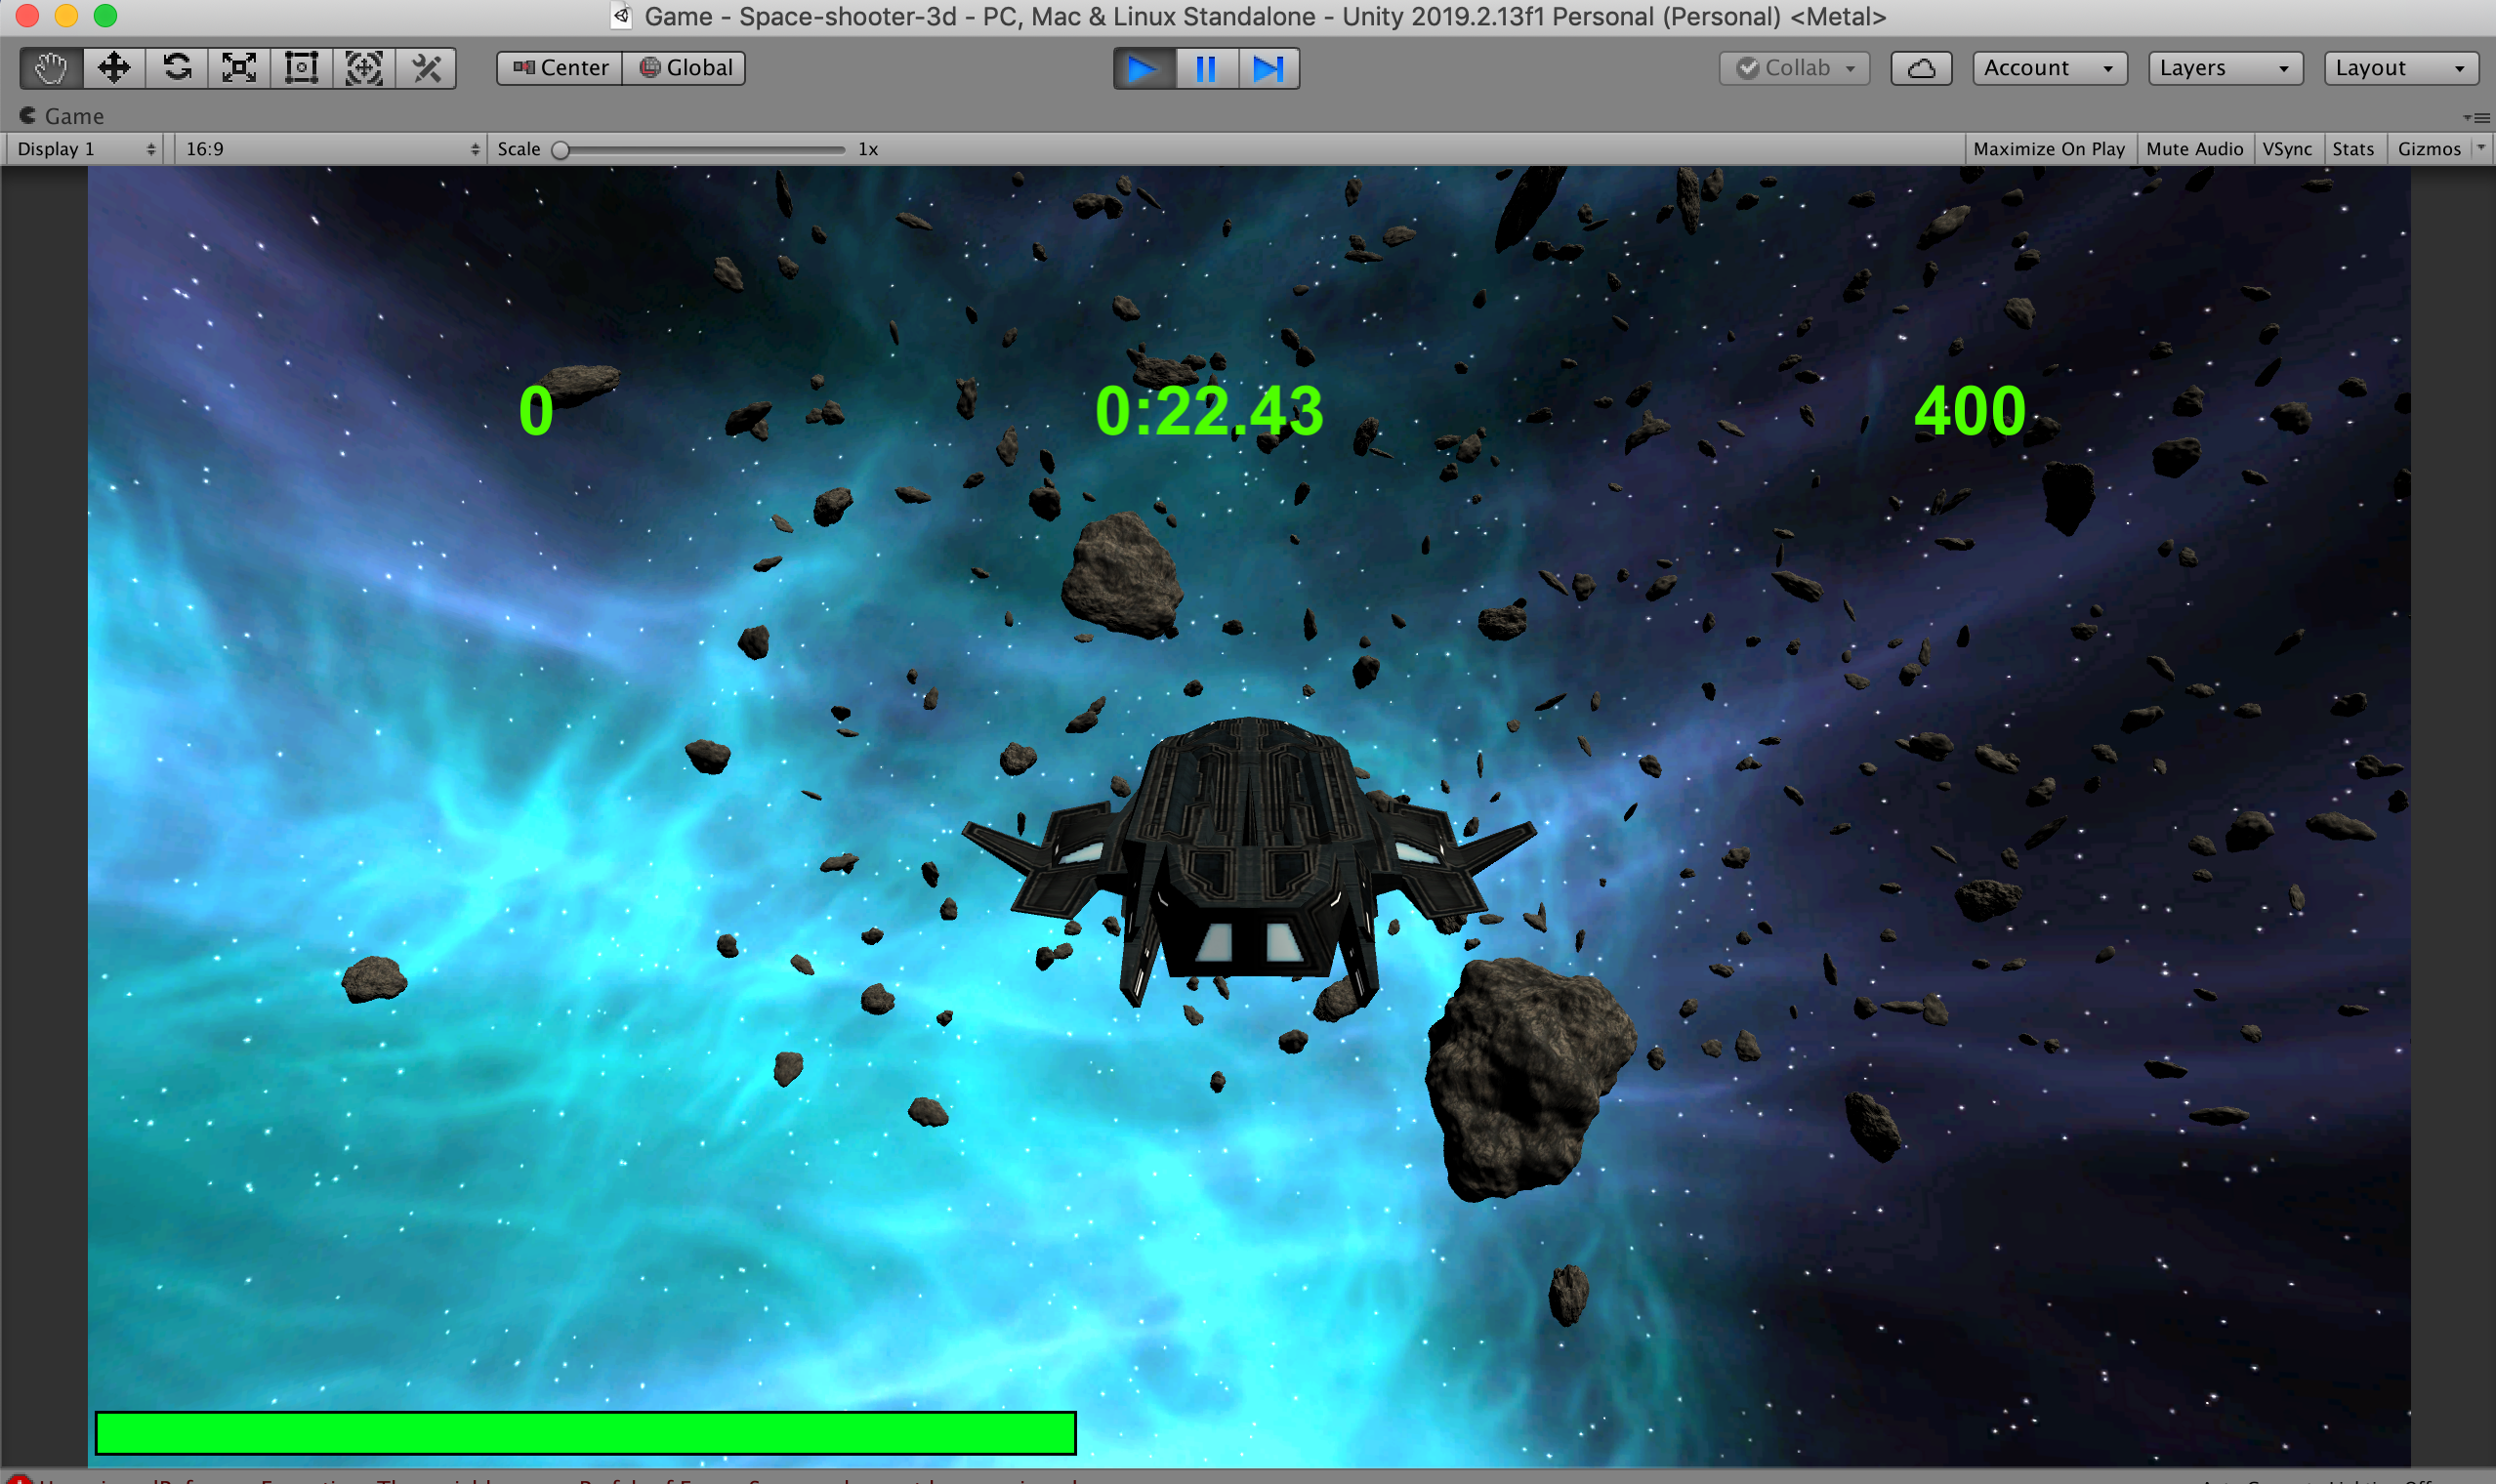 Game - Space-shooter-3d - PC, Mac & Linux Standalone - Unity 2019.2.13f1 Personal (Personal) <Metal>
Center Global Collab Account Layers Layout
Game
Display 1 16:9 Scale 1x Maximize On Play Mute Audio VSync Stats Gizmos
0 0:22.43 400